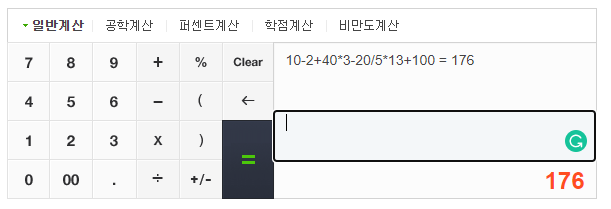 일반계산 공학계산 퍼센트계산 학점계산 비만도계산
7 8 9 + % Clear
10-2+40*3-20/5*13+100 = 176
4 5 6 − ( ←
1 2 3 x ) =
0 00 . ÷ +/-
176